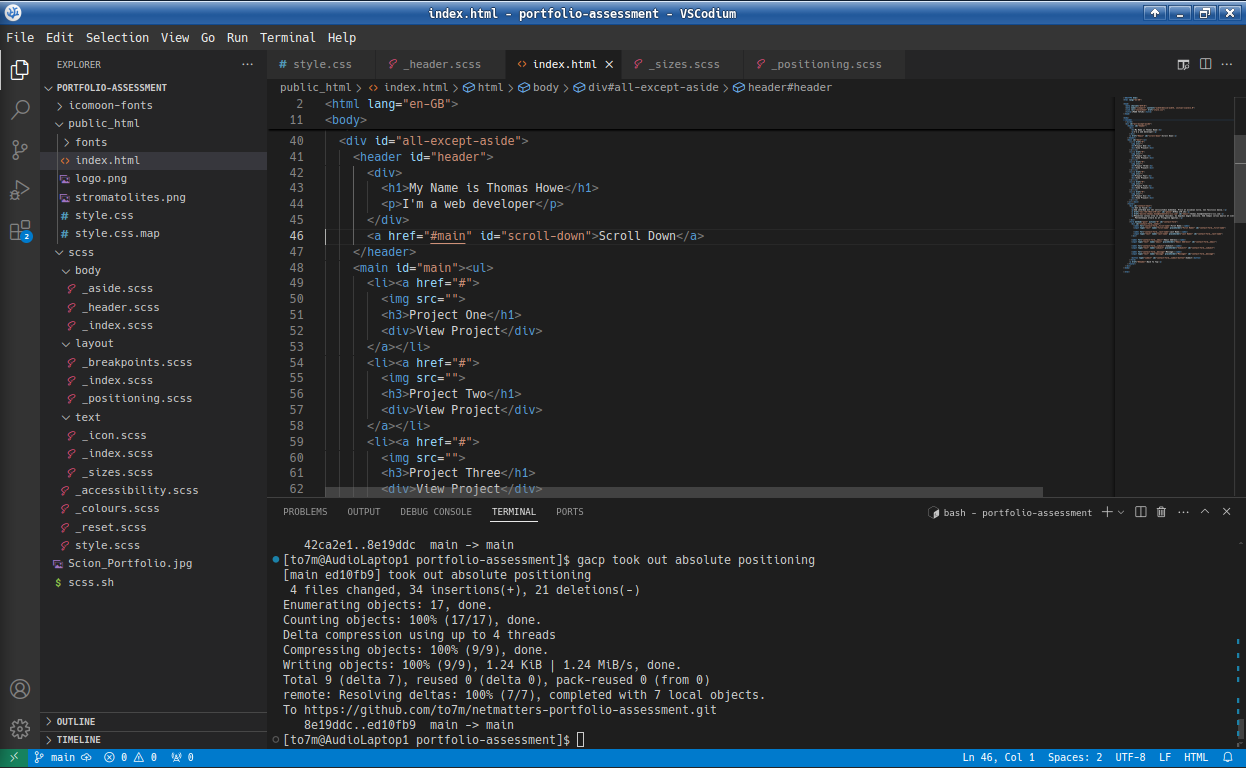 index.html - portfolio-assessment - VSCodium
File Edit Selection View Go Run Terminal Help
EXPLORER
PORTFOLIO-ASSESSMENT
icomoon-fonts
public_html
fonts
index.html
logo.png
stromatolites.png
# style.css
# style.css.map
scss
body
_aside.scss
_header.scss
_index.scss
layout
_breakpoints.scss
_index.scss
_positioning.scss
text
_icon.scss
_index.scss
_sizes.scss
_accessibility.scss
_colours.scss
_reset.scss
style.scss
Scion_Portfolio.jpg
$ scss.sh
OUTLINE
TIMELINE
2
# style.css _header.scss <> index.html _sizes.scss _positioning.scss
public_html > <> index.html > html > body > div#all-except-aside > header#header
2 <html lang="en-GB">
11 <body>
40 <div id="all-except-aside">
41 <header id="header">
42 <div>
43 <h1>My Name is Thomas Howe</h1>
44 <p>I'm a web developer</p>
45 </div>
46 <a href="#main" id="scroll-down">Scroll Down</a>
47 </header>
48 <main id="main"><ul>
49 <li><a href="#">
50 <img src="">
51 <h3>Project One</h1>
52 <div>View Project</div>
53 </a></li>
54 <li><a href="#">
55 <img src="">
56 <h3>Project Two</h1>
57 <div>View Project</div>
58 </a></li>
59 <li><a href="#">
60 <img src="">
61 <h3>Project Three</h1>
62 <div>View Project</div>
PROBLEMS OUTPUT DEBUG CONSOLE TERMINAL PORTS
bash - portfolio-assessment
42ca2e1..8e19ddc main -> main
[to7m@AudioLaptop1 portfolio-assessment]$ gacp took out absolute positioning
[main ed10fb9] took out absolute positioning
4 files changed, 34 insertions(+), 21 deletions(-)
Enumerating objects: 17, done.
Counting objects: 100% (17/17), done.
Delta compression using up to 4 threads
Compressing objects: 100% (9/9), done.
Writing objects: 100% (9/9), 1.24 KiB | 1.24 MiB/s, done.
Total 9 (delta 7), reused 0 (delta 0), pack-reused 0 (from 0)
remote: Resolving deltas: 100% (7/7), completed with 7 local objects.
To https://github.com/to7m/netmatters-portfolio-assessment.git
8e19ddc..ed10fb9 main -> main
[to7m@AudioLaptop1 portfolio-assessment]$
main 0 0 0 Ln 46, Col 1 Spaces: 2 UTF-8 LF HTML